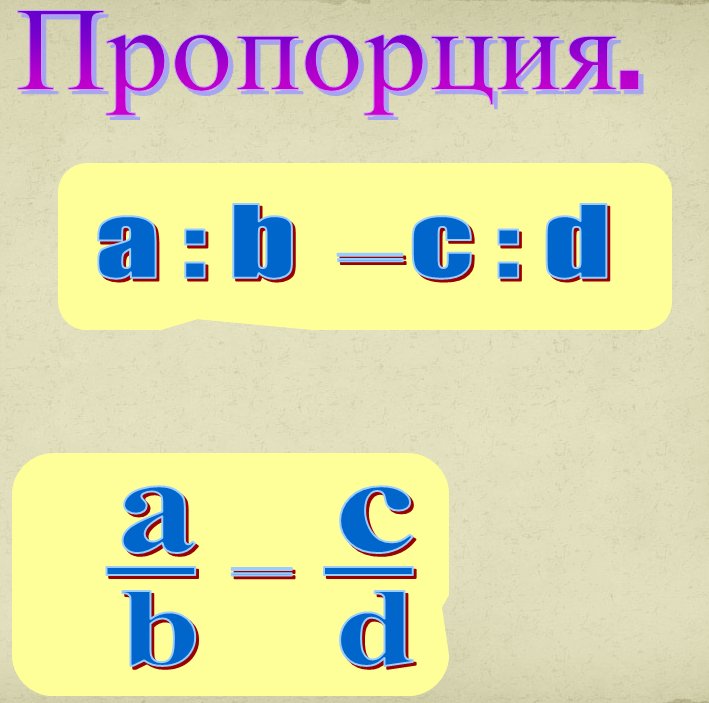 Пропорция.
a:b = c:d
a/b = c/d